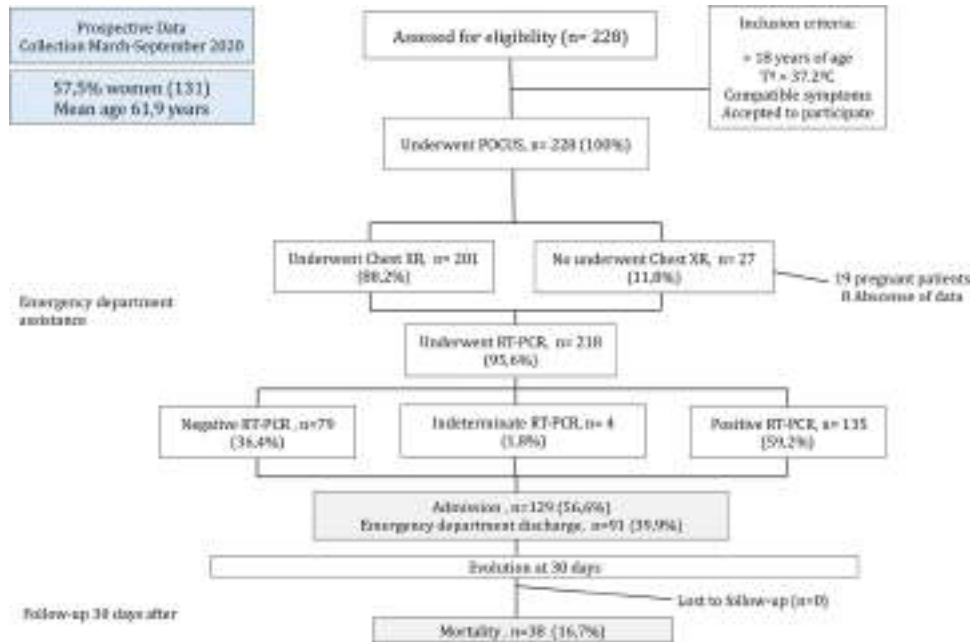 Prospective Data
Collection March-September 2020
57,5% women (131)
Mean age 61,9 years
Assessed for eligibility (n= 228)
Inclusion criteria:
> 18 years of age
Tª > 37.2ºC
Compatible symptoms
Accepted to participate
Underwent POCUS, n= 228 (100%)
Underwent Chest XR, n= 201
(88,2%)
No underwent Chest XR, n= 27
(11,8%)
19 pregnant patients
8 Abscense of data
Emergency department
assistance
Underwent RT-PCR, n= 218
(95,6%)
Negative RT-PCR , n=79
(36,4%)
Indeterminate RT-PCR, n= 4
(1,8%)
Positive RT-PCR, n= 135
(59,2%)
Admission , n=129 (56,6%)
Emergency department discharge, n=91 (39,9%)
Evolution at 30 days
Lost to follow-up (n=0)
Follow-up 30 days after
Mortality , n=38 (16,7%)